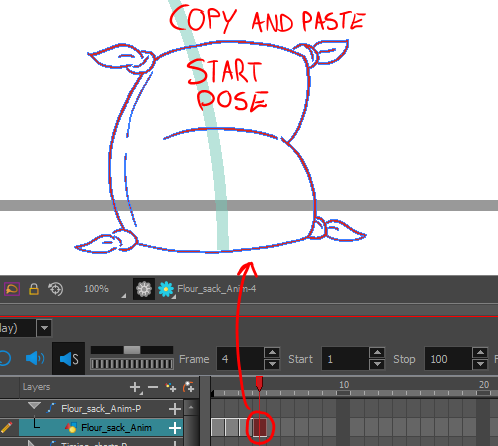 COPY AND PASTE
START
POSE
100%
Flour_sack_Anim-4
lay)
S
Frame 4 Start 1 Stop 100 F
Layers
10
20
Flour_sack_Anim-P
Flour_sack_Anim